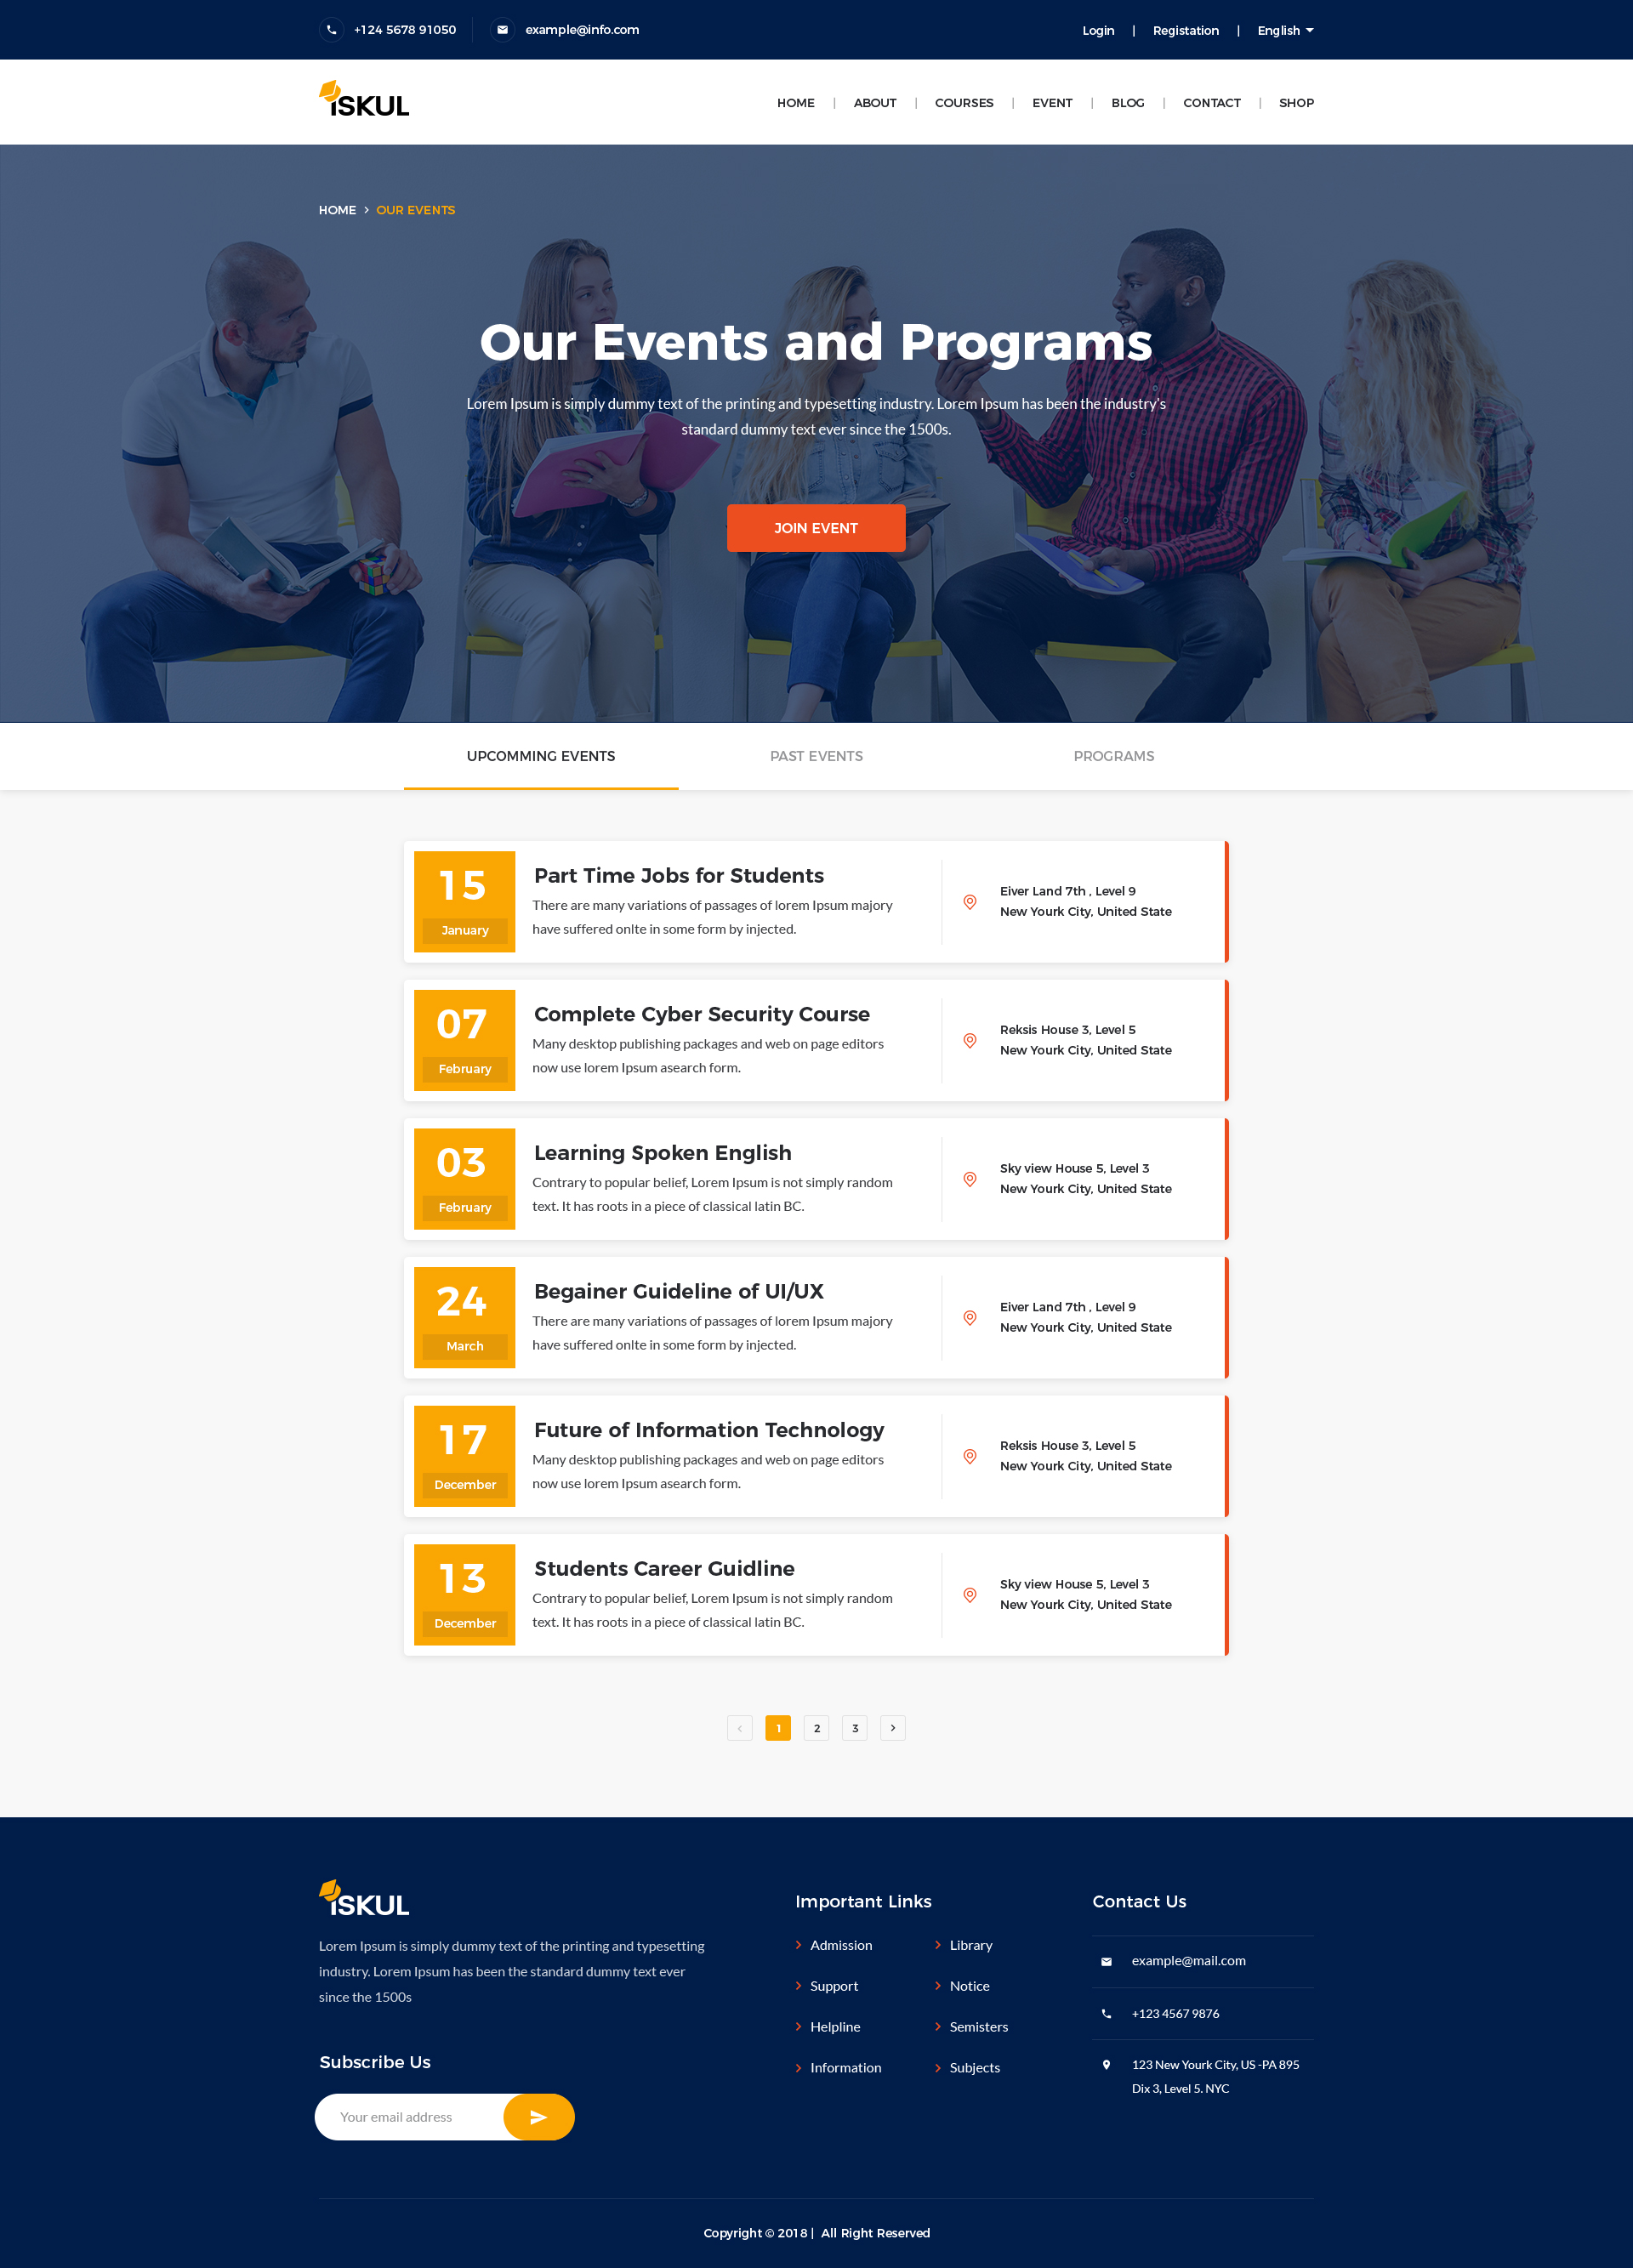 +124 5678 91050 example@info.com Login | Registation | English
iSKUL HOME | ABOUT | COURSES | EVENT | BLOG | CONTACT | SHOP
HOME > OUR EVENTS
Our Events and Programs
Lorem Ipsum is simply dummy text of the printing and typesetting industry. Lorem Ipsum has been the industry's
standard dummy text ever since the 1500s.
JOIN EVENT
UPCOMMING EVENTS PAST EVENTS PROGRAMS
15
January
Part Time Jobs for Students
There are many variations of passages of lorem Ipsum majory
have suffered onlte in some form by injected.
Eiver Land 7th , Level 9
New Yourk City, United State
07
February
Complete Cyber Security Course
Many desktop publishing packages and web on page editors
now use lorem Ipsum asearch form.
Reksis House 3, Level 5
New Yourk City, United State
03
February
Learning Spoken English
Contrary to popular belief, Lorem Ipsum is not simply random
text. It has roots in a piece of classical latin BC.
Sky view House 5, Level 3
New Yourk City, United State
24
March
Begainer Guideline of UI/UX
There are many variations of passages of lorem Ipsum majory
have suffered onlte in some form by injected.
Eiver Land 7th , Level 9
New Yourk City, United State
17
December
Future of Information Technology
Many desktop publishing packages and web on page editors
now use lorem Ipsum asearch form.
Reksis House 3, Level 5
New Yourk City, United State
13
December
Students Career Guidline
Contrary to popular belief, Lorem Ipsum is not simply random
text. It has roots in a piece of classical latin BC.
Sky view House 5, Level 3
New Yourk City, United State
< 1 2 3 >
iSKUL
Lorem Ipsum is simply dummy text of the printing and typesetting
industry. Lorem Ipsum has been the standard dummy text ever
since the 1500s
Subscribe Us
Your email address
Important Links
Admission
Support
Helpline
Information
Library
Notice
Semisters
Subjects
Contact Us
example@mail.com
+123 4567 9876
123 New Yourk City, US -PA 895
Dix 3, Level 5. NYC
Copyright © 2018 | All Right Reserved